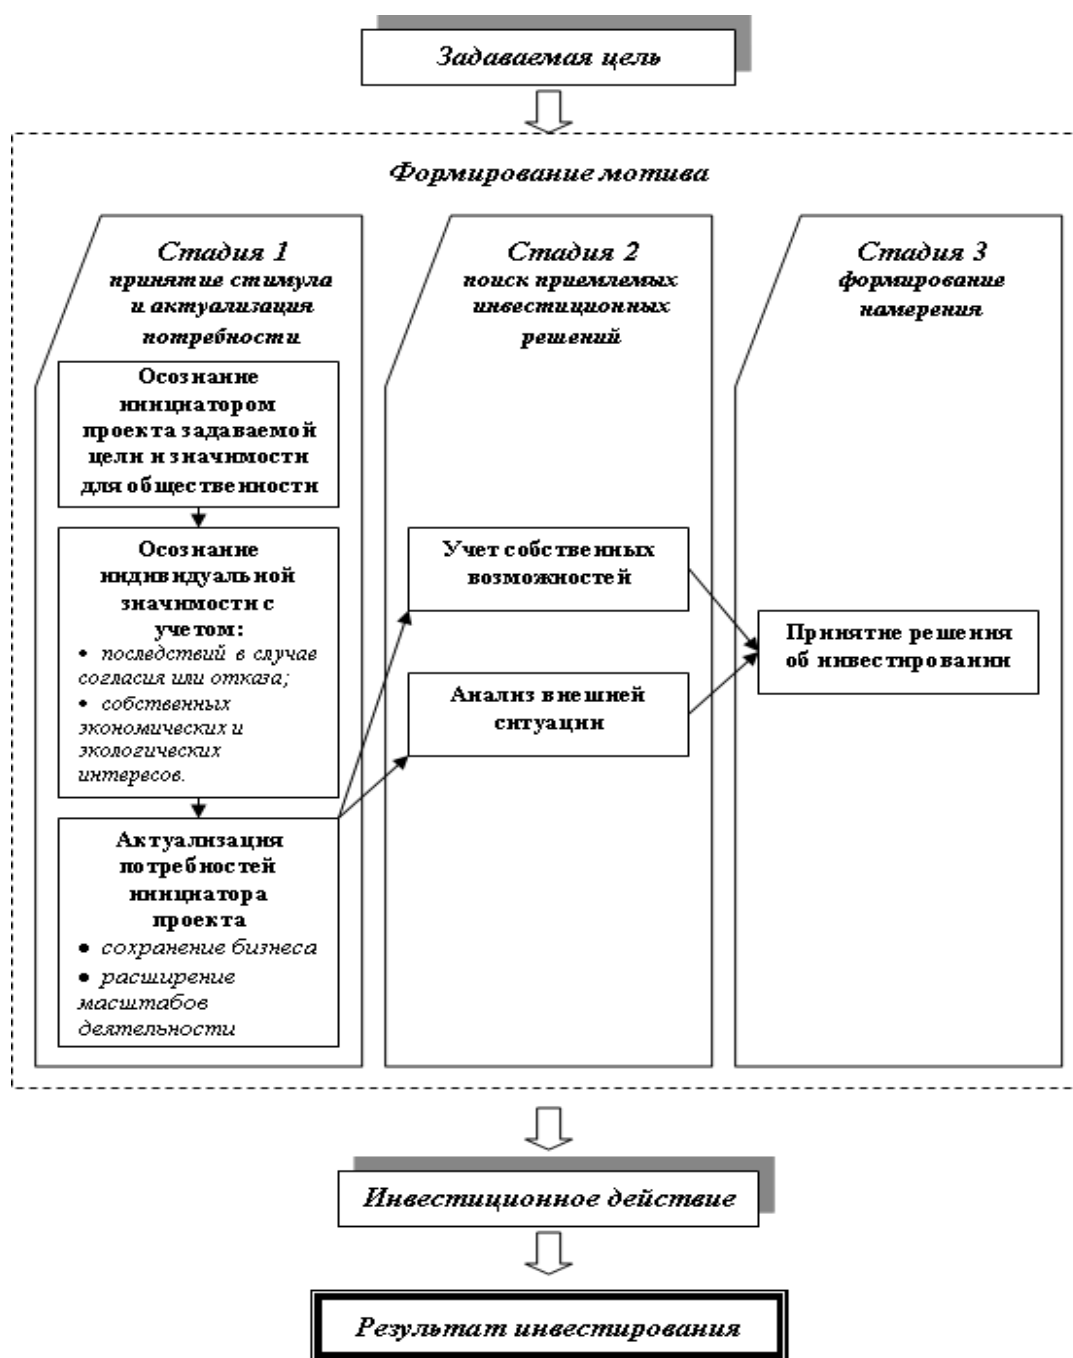 Задаваемая цель
Формирование мотива
Стадия 1
принятие стимула
и актуализация
потребности
Осознание
инициатором
проекта задаваемой
цели и значимости
для общественности
Осознание
индивидуальной
значимости с
учетом:
• последствий в случае
согласия или отказа;
• собственных
экономических и
экологических
интересов.
Актуализация
потребностей
инициатора
проекта
• сохранение бизнеса
• расширение
масштабов
деятельности
Стадия 2
поиск приемлемых
инвестиционных
решений
Учет собственных
возможностей
Анализ внешней
ситуации
Стадия 3
формирование
намерения
Принятие решения
об инвестировании
Инвестиционное действие
Результат инвестирования